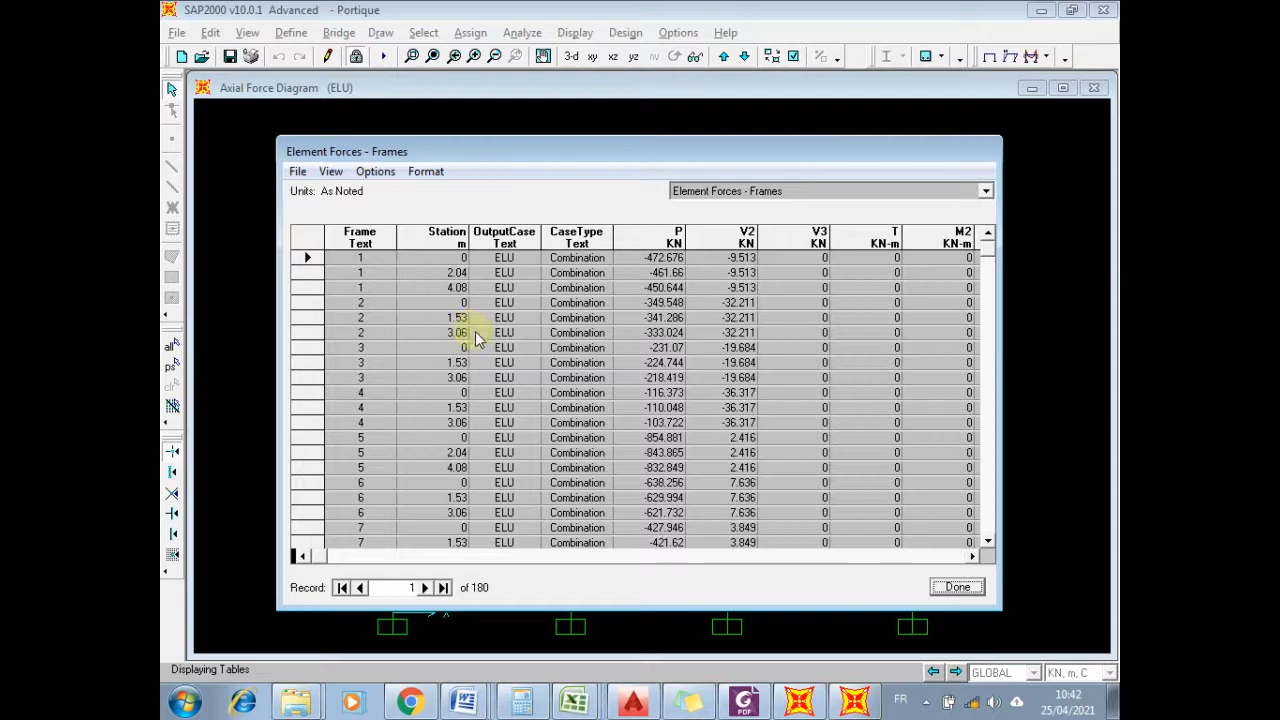 SAP2000 v10.0.1 Advanced - Portique
File Edit View Define Bridge Draw Select Assign Analyze Display Design Options Help
3-d xy xz yz nv
Axial Force Diagram (ELU)
Element Forces - Frames
File View Options Format
Units: As Noted
Element Forces - Frames
Frame Station OutputCase CaseType P V2 V3 T M2
Text m Text Text KN KN KN KN-m KN-m
1 0 ELU Combination -472.676 -9.513 0 0 0
1 2.04 ELU Combination -461.66 -9.513 0 0 0
1 4.08 ELU Combination -450.644 -9.513 0 0 0
2 0 ELU Combination -349.548 -32.211 0 0 0
2 1.53 ELU Combination -341.286 -32.211 0 0 0
2 3.06 ELU Combination -333.024 -32.211 0 0 0
3 0 ELU Combination -231.07 -19.684 0 0 0
3 1.53 ELU Combination -224.744 -19.684 0 0 0
3 3.06 ELU Combination -218.419 -19.684 0 0 0
4 0 ELU Combination -116.373 -36.317 0 0 0
4 1.53 ELU Combination -110.048 -36.317 0 0 0
4 3.06 ELU Combination -103.722 -36.317 0 0 0
5 0 ELU Combination -854.881 2.416 0 0 0
5 2.04 ELU Combination -843.865 2.416 0 0 0
5 4.08 ELU Combination -832.849 2.416 0 0 0
6 0 ELU Combination -638.256 7.636 0 0 0
6 1.53 ELU Combination -629.994 7.636 0 0 0
6 3.06 ELU Combination -621.732 7.636 0 0 0
7 0 ELU Combination -427.946 3.849 0 0 0
7 1.53 ELU Combination -421.62 3.849 0 0 0
Record: 1 of 180
Done
all
ps
clr
Displaying Tables
GLOBAL
KN, m, C
PDF
FR
10:42
25/04/2021